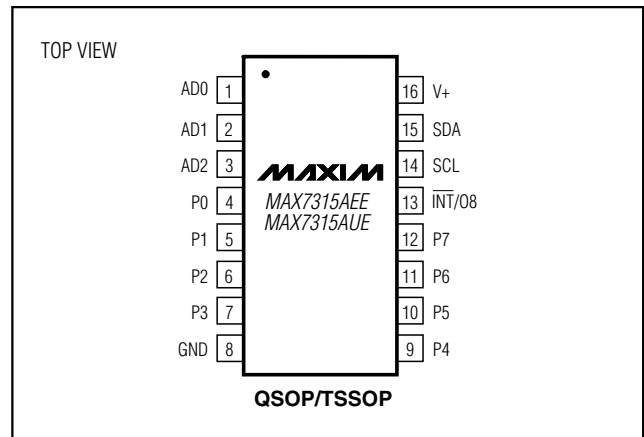 TOP VIEW
AD0 1
AD1 2
AD2 3
P0 4
P1 5
P2 6
P3 7
GND 8
MAXIM
MAX7315AEE
MAX7315AUE
16 V+
15 SDA
14 SCL
13 INT/O8
12 P7
11 P6
10 P5
9 P4
QSOP/TSSOP